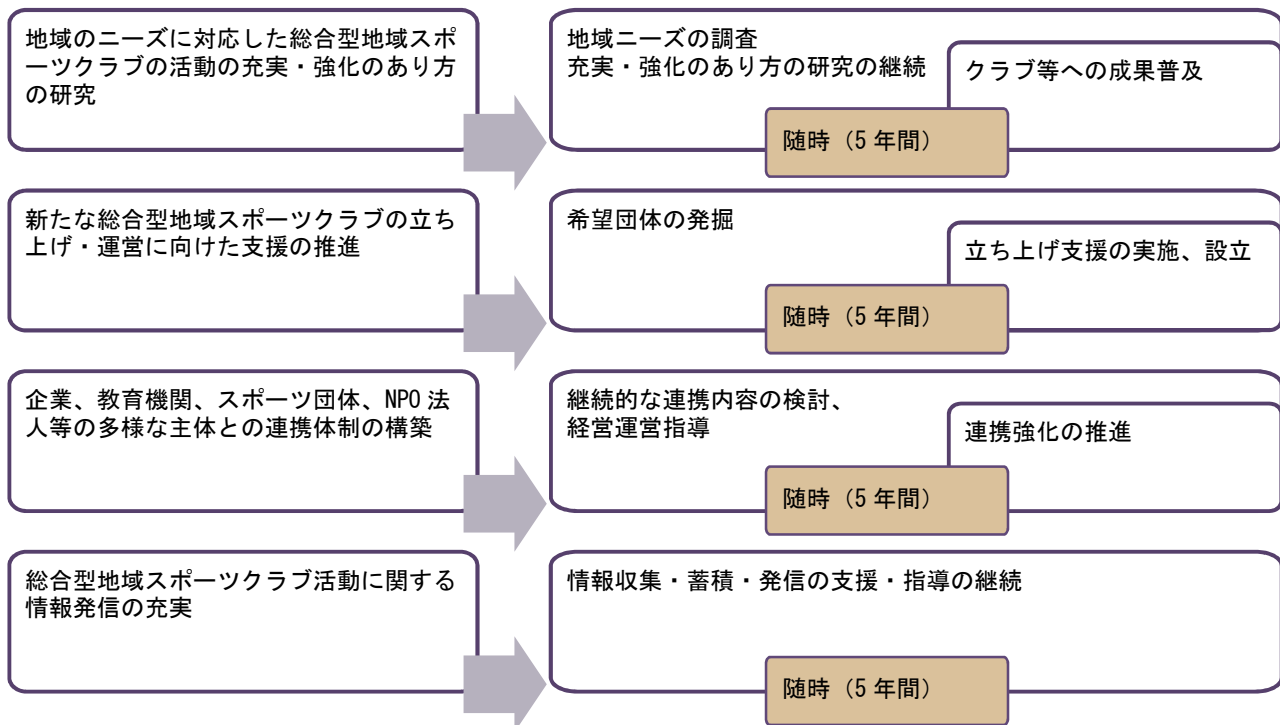 地域のニーズに対応した総合型地域スポ
ーツクラブの活動の充実・強化のあり方
の研究
地域ニーズの調査
充実・強化のあり方の研究の継続
クラブ等への成果普及
随時（5 年間）
新たな総合型地域スポーツクラブの立ち
上げ・運営に向けた支援の推進
希望団体の発掘
立ち上げ支援の実施、設立
随時（5 年間）
企業、教育機関、スポーツ団体、NPO 法
人等の多様な主体との連携体制の構築
継続的な連携内容の検討、
経営運営指導
連携強化の推進
随時（5 年間）
総合型地域スポーツクラブ活動に関する
情報発信の充実
情報収集・蓄積・発信の支援・指導の継続
随時（5 年間）